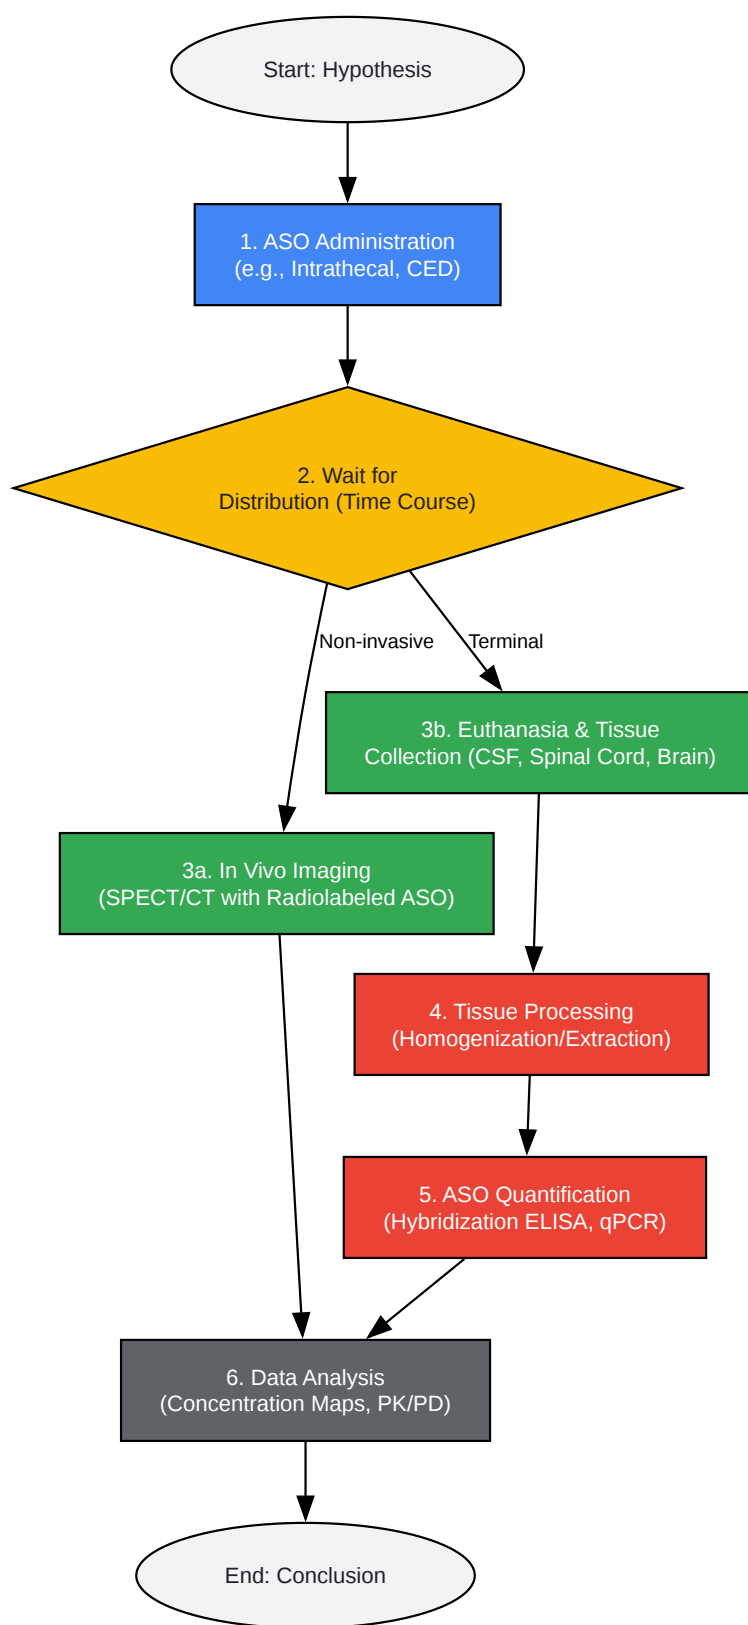 Start: Hypothesis
1. ASO Administration
(e.g., Intrathecal, CED)
2. Wait for
Distribution (Time Course)
Non-invasive
Terminal
3b. Euthanasia & Tissue
Collection (CSF, Spinal Cord, Brain)
3a. In Vivo Imaging
(SPECT/CT with Radiolabeled ASO)
4. Tissue Processing
(Homogenization/Extraction)
5. ASO Quantification
(Hybridization ELISA, qPCR)
6. Data Analysis
(Concentration Maps, PK/PD)
End: Conclusion